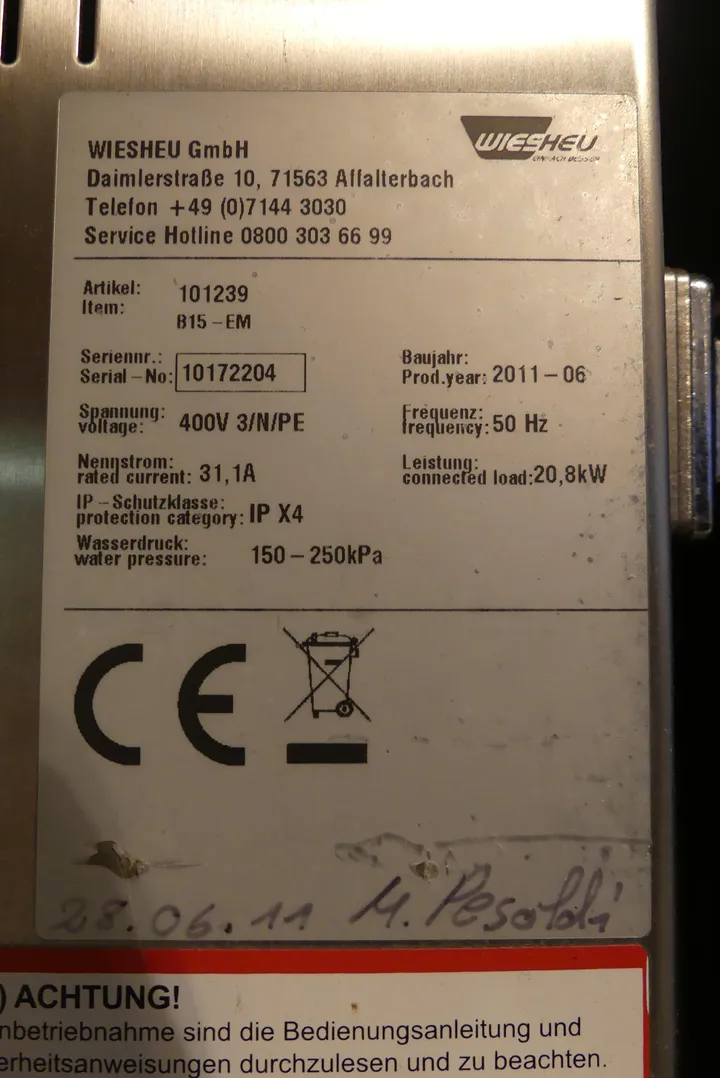 WIESHEU GmbH
Daimlerstraße 10, 71563 Affalterbach
Telefon +49 (0)7144 3030
Service Hotline 0800 303 66 99
WIESHEU
EINFACH BESSER
Artikel:
Item:
101239
B15-EM
Seriennr.:
Serial-No: 10172204
Baujahr:
Prod.year: 2011-06
Spannung:
voltage: 400V 3/N/PE
Frequenz:
frequency: 50 Hz
Nennstrom:
rated current: 31,1A
Leistung:
connected load: 20,8kW
IP-Schutzklasse:
protection category: IP X4
Wasserdruck:
water pressure: 150-250kPa
CE
28.06.11 M.
) ACHTUNG!
nbetriebnahme sind die Bedienungsanleitung und
erheitsanweisungen durchzulesen und zu beachten.